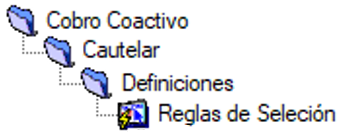 Cobro Coactivo
Cautelar
Definiciones
Reglas de Seleción